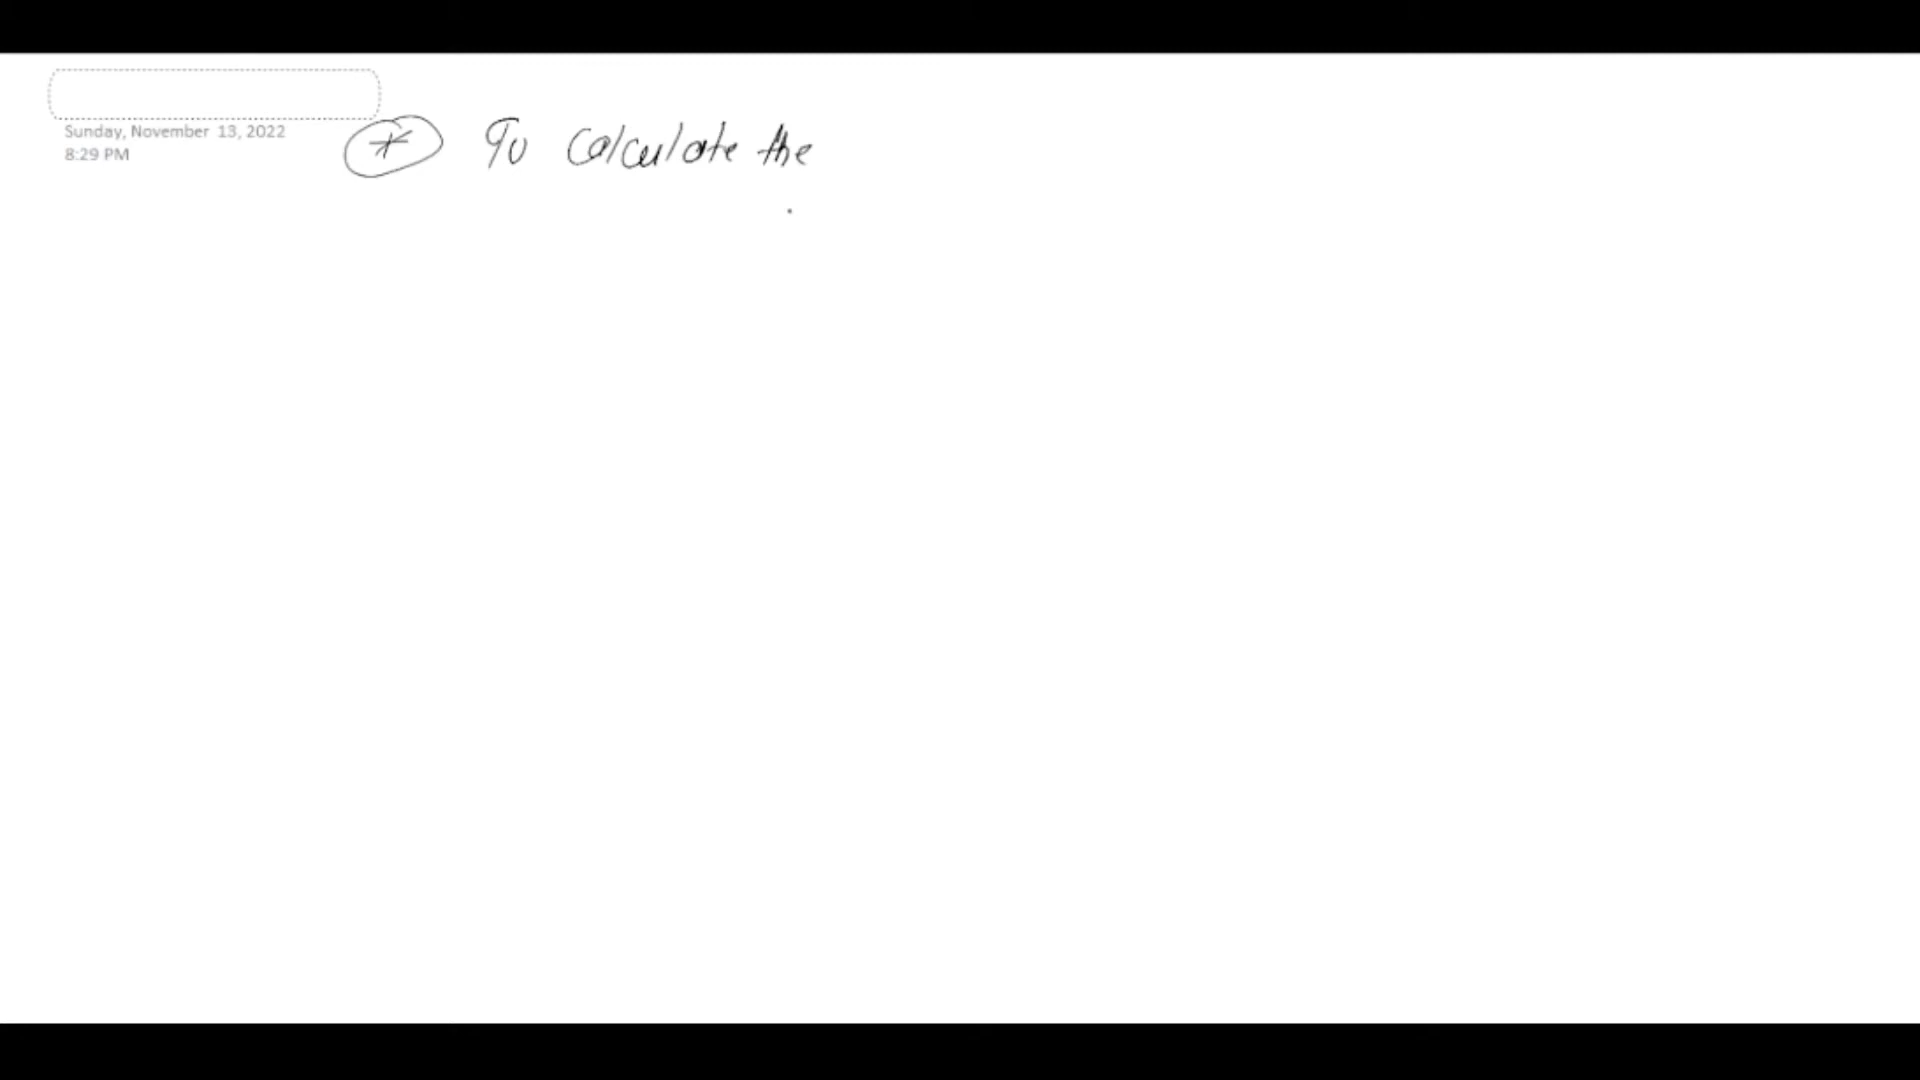 Sunday, November 13, 2022
8:29 PM
* To calculate the